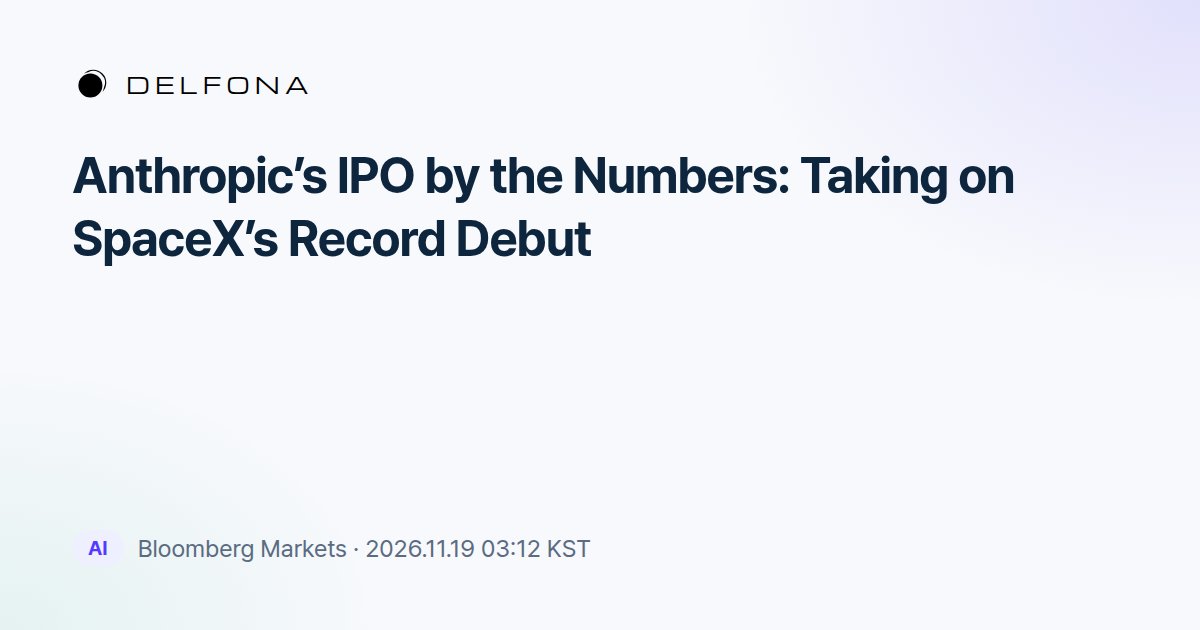 DELFONA
Anthropic’s IPO by the Numbers: Taking on
SpaceX’s Record Debut
AI
Bloomberg Markets · 2026.11.19 03:12 KST